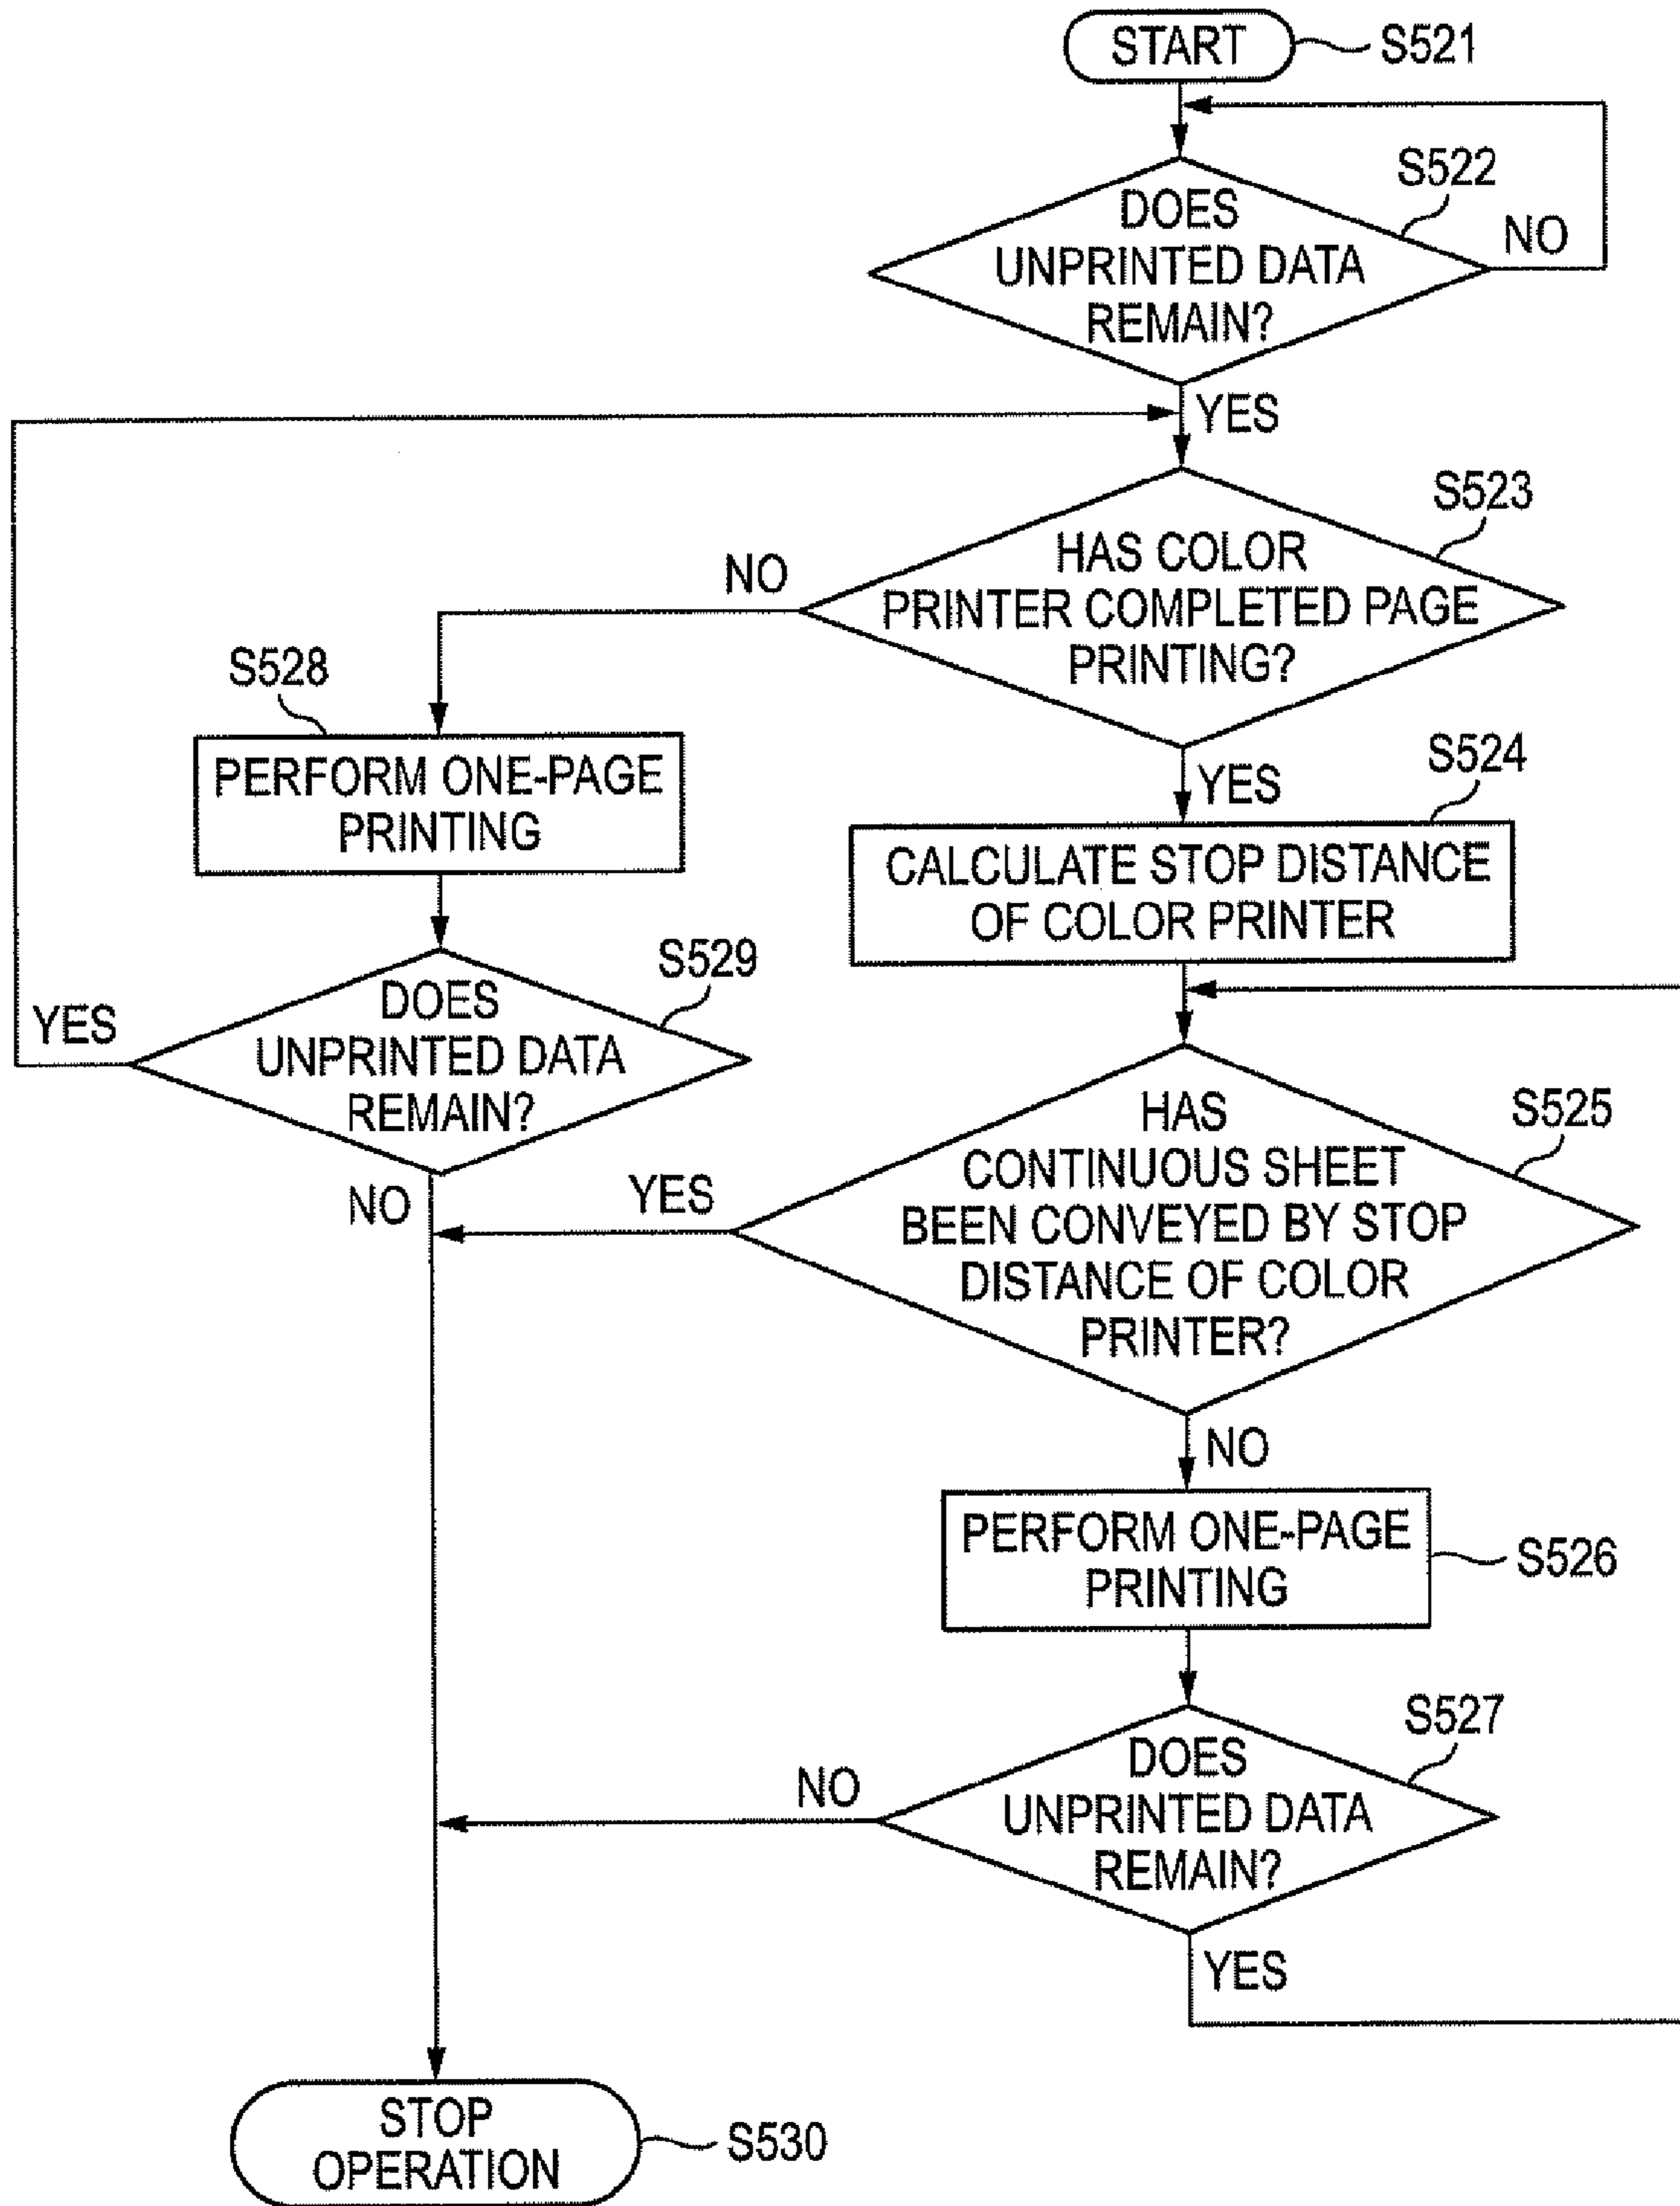 START
S521
S522
DOES
UNPRINTED DATA
REMAIN?
NO
YES
S523
HAS COLOR
PRINTER COMPLETED PAGE
PRINTING?
NO
YES
S528
PERFORM ONE-PAGE
PRINTING
S524
CALCULATE STOP DISTANCE
OF COLOR PRINTER
S529
DOES
UNPRINTED DATA
REMAIN?
YES
NO
S525
HAS
CONTINUOUS SHEET
BEEN CONVEYED BY STOP
DISTANCE OF COLOR
PRINTER?
YES
NO
PERFORM ONE-PAGE
PRINTING
S526
S527
DOES
UNPRINTED DATA
REMAIN?
NO
YES
STOP
OPERATION
S530